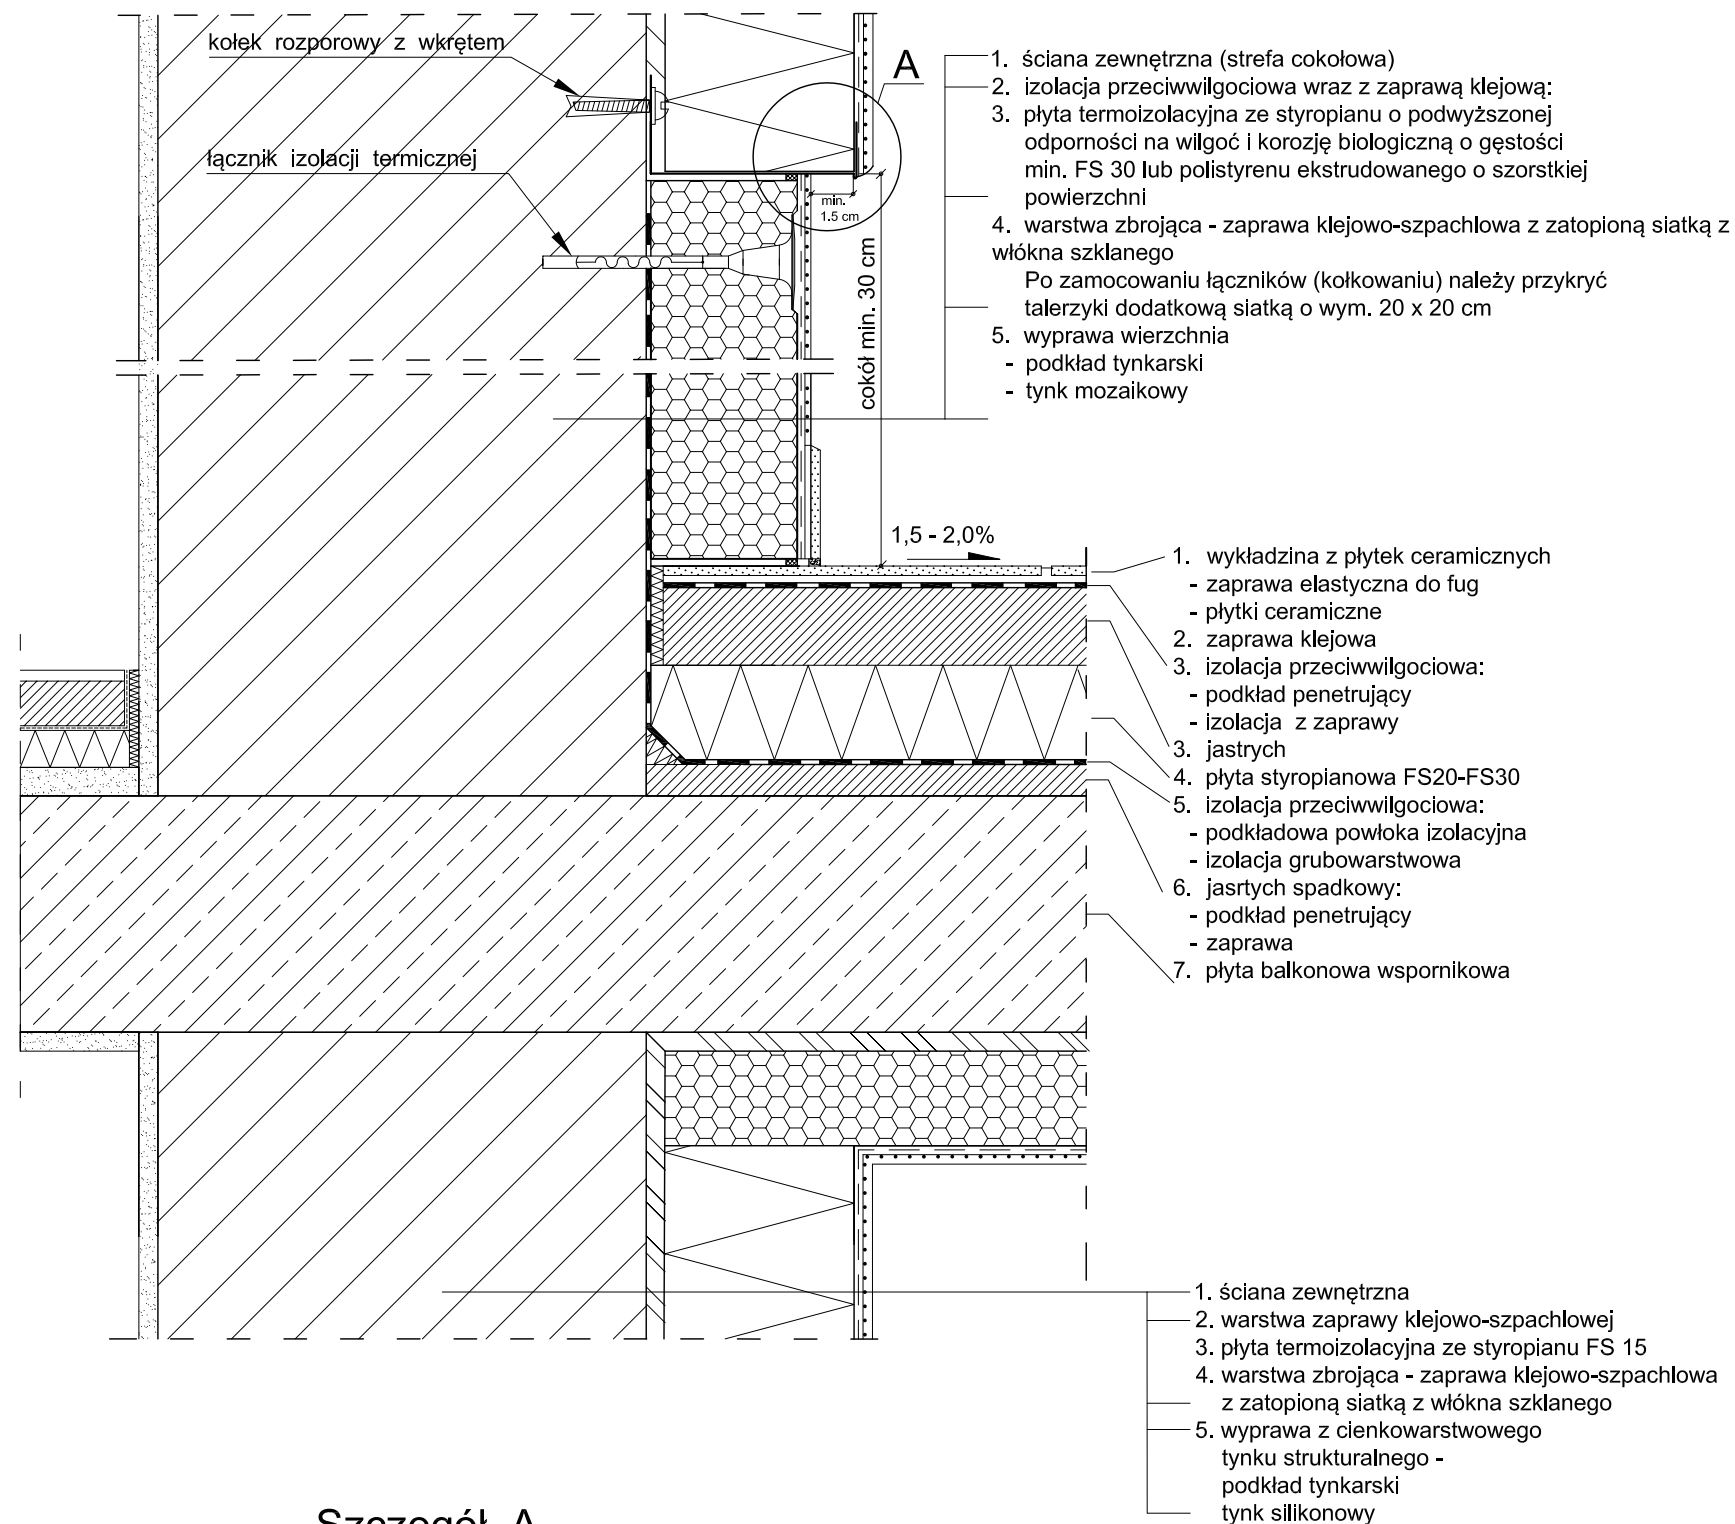 kołek rozporowy z wkrętem
łącznik izolacji termicznej
A
min.
1.5 cm
cokół min. 30 cm
1. ściana zewnętrzna (strefa cokołowa)
2. izolacja przeciwwilgociowa wraz z zaprawą klejową:
3. płyta termoizolacyjna ze styropianu o podwyższonej
odporności na wilgoć i korozję biologiczną o gęstości
min. FS 30 lub polistyrenu ekstrudowanego o szorstkiej
powierzchni
4. warstwa zbrojąca - zaprawa klejowo-szpachlowa z zatopioną siatką z
włókna szklanego
Po zamocowaniu łączników (kołkowaniu) należy przykryć
talerzyki dodatkową siatką o wym. 20 x 20 cm
5. wyprawa wierzchnia
- podkład tynkarski
- tynk mozaikowy
1,5 - 2,0%
1. wykładzina z płytek ceramicznych
- zaprawa elastyczna do fug
- płytki ceramiczne
2. zaprawa klejowa
3. izolacja przeciwwilgociowa:
- podkład penetrujący
- izolacja z zaprawy
3. jastrych
4. płyta styropianowa FS20-FS30
5. izolacja przeciwwilgociowa:
- podkładowa powłoka izolacyjna
- izolacja grubowarstwowa
6. jasrtych spadkowy:
- podkład penetrujący
- zaprawa
7. płyta balkonowa wspornikowa
1. ściana zewnętrzna
2. warstwa zaprawy klejowo-szpachlowej
3. płyta termoizolacyjna ze styropianu FS 15
4. warstwa zbrojąca - zaprawa klejowo-szpachlowa
z zatopioną siatką z włókna szklanego
5. wyprawa z cienkowarstwowego
tynku strukturalnego -
podkład tynkarski
tynk silikonowy
Szczegół A